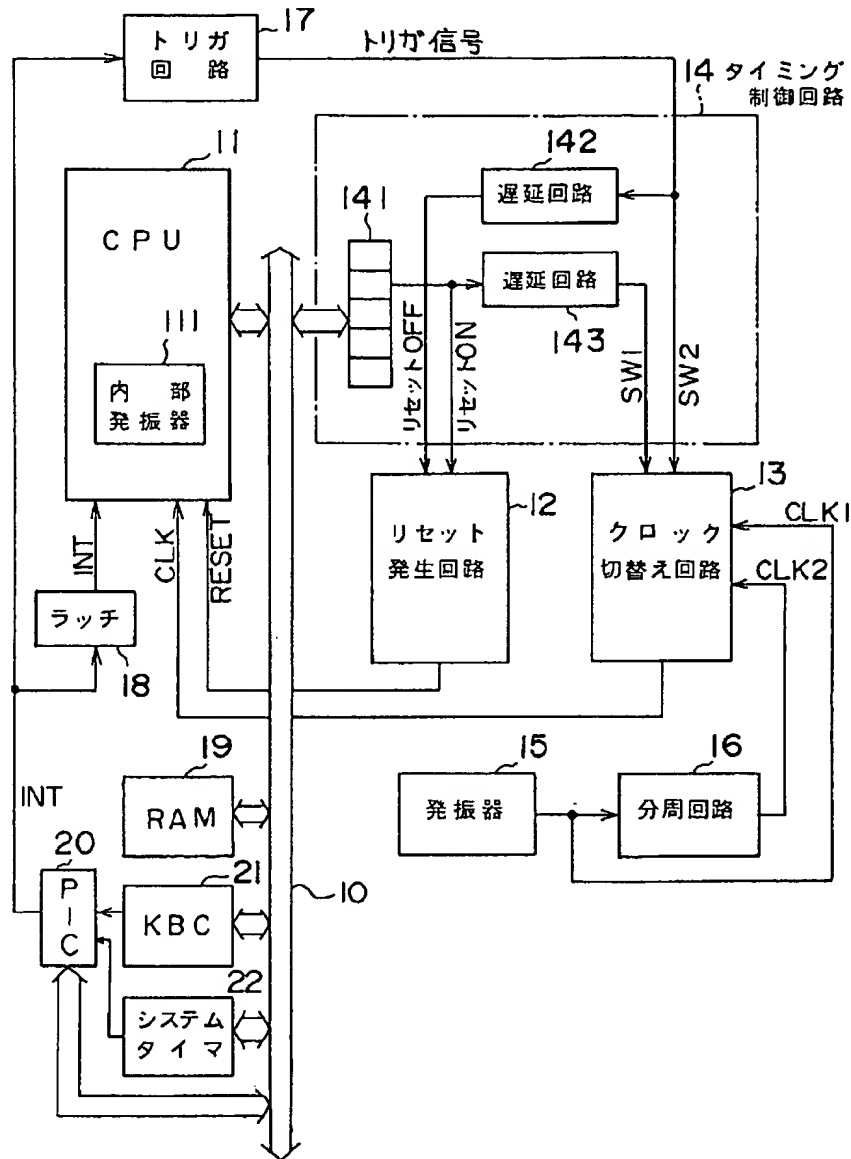 17
トリガ
回路
トリガ信号
14 タイミング
制御回路
11
CPU
111
内部
発振器
141
142
遅延回路
遅延回路
143
リセットOFF
リセットON
SW1
SW2
INT
CLK
RESET
ラッチ
18
リセット
発生回路
12
クロック
切替え回路
13
CLK1
CLK2
15
発振器
16
分周回路
19
RAM
INT
20
PIC
21
KBC
10
22
システム
タイマ